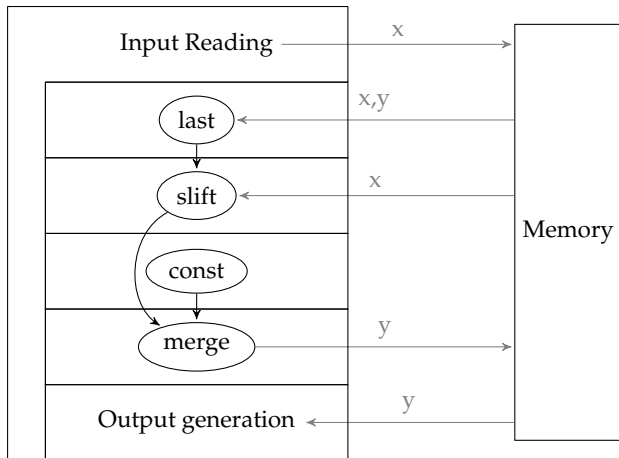 Input Reading
x
last
x,y
slift
x
Memory
const
merge
y
Output generation
y